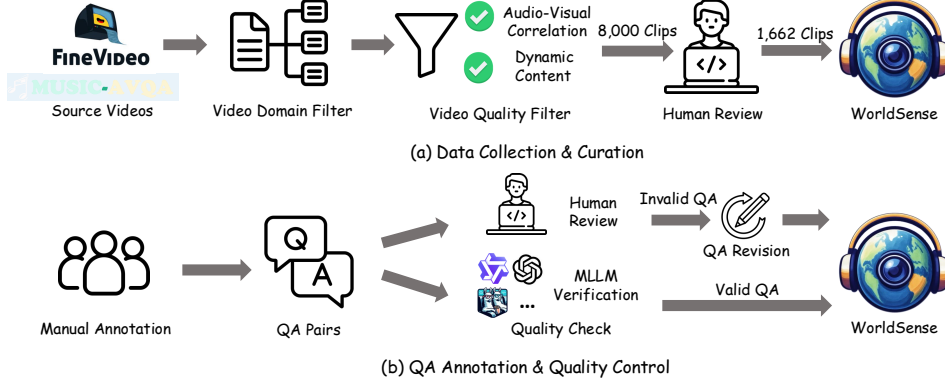 FINEVIDEO
MUSIC-AVQA
Source Videos
Video Domain Filter
Audio-Visual
Correlation
Dynamic
Content
Video Quality Filter
8,000 Clips
Human Review
1,662 Clips
WorldSense
(a) Data Collection & Curation
Manual Annotation
Q
A
QA Pairs
Human
Review
MLLM
Verification
...
Quality Check
Invalid QA
QA Revision
Valid QA
WorldSense
(b) QA Annotation & Quality Control